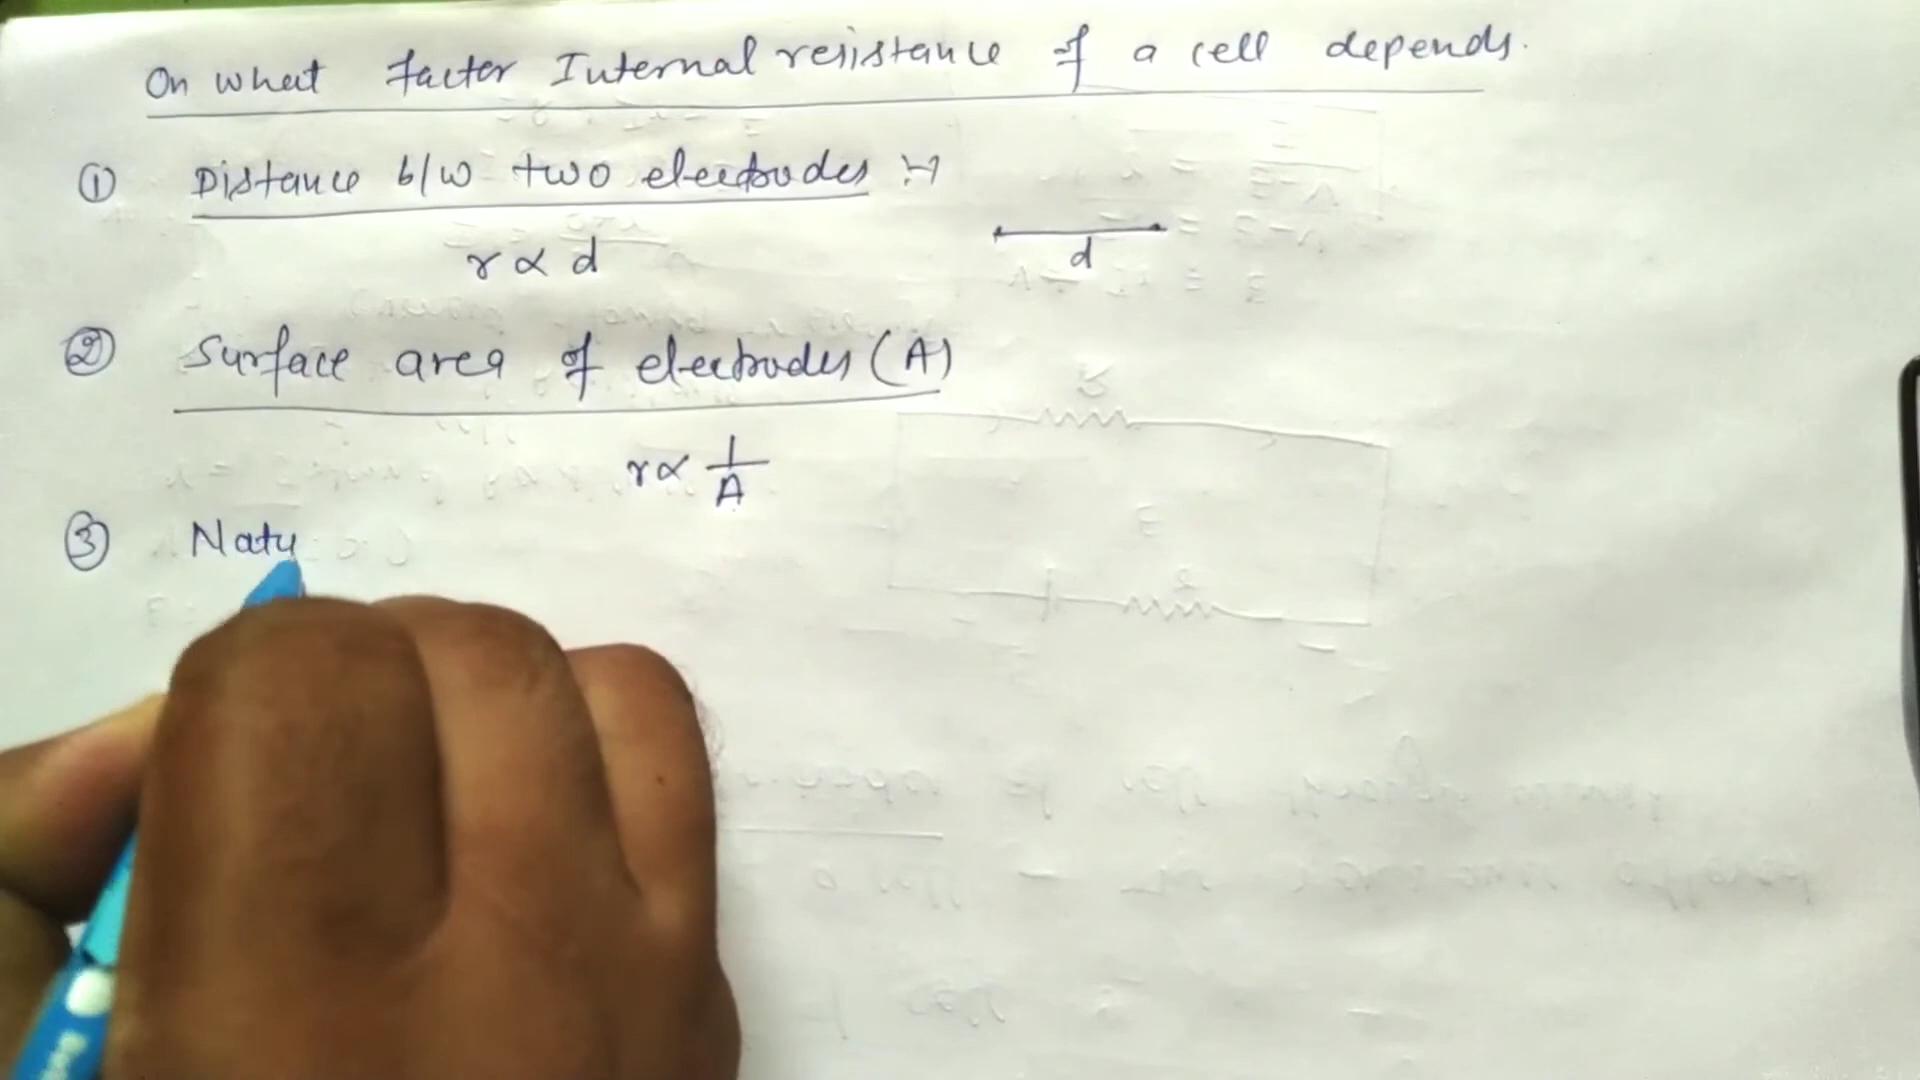 On what factor Internal resistance of a cell depends.
① Distance b/w two electrodes :→
r ∝ d
d
② Surface area of electrodes (A)
r ∝ 1/A
③ Natu